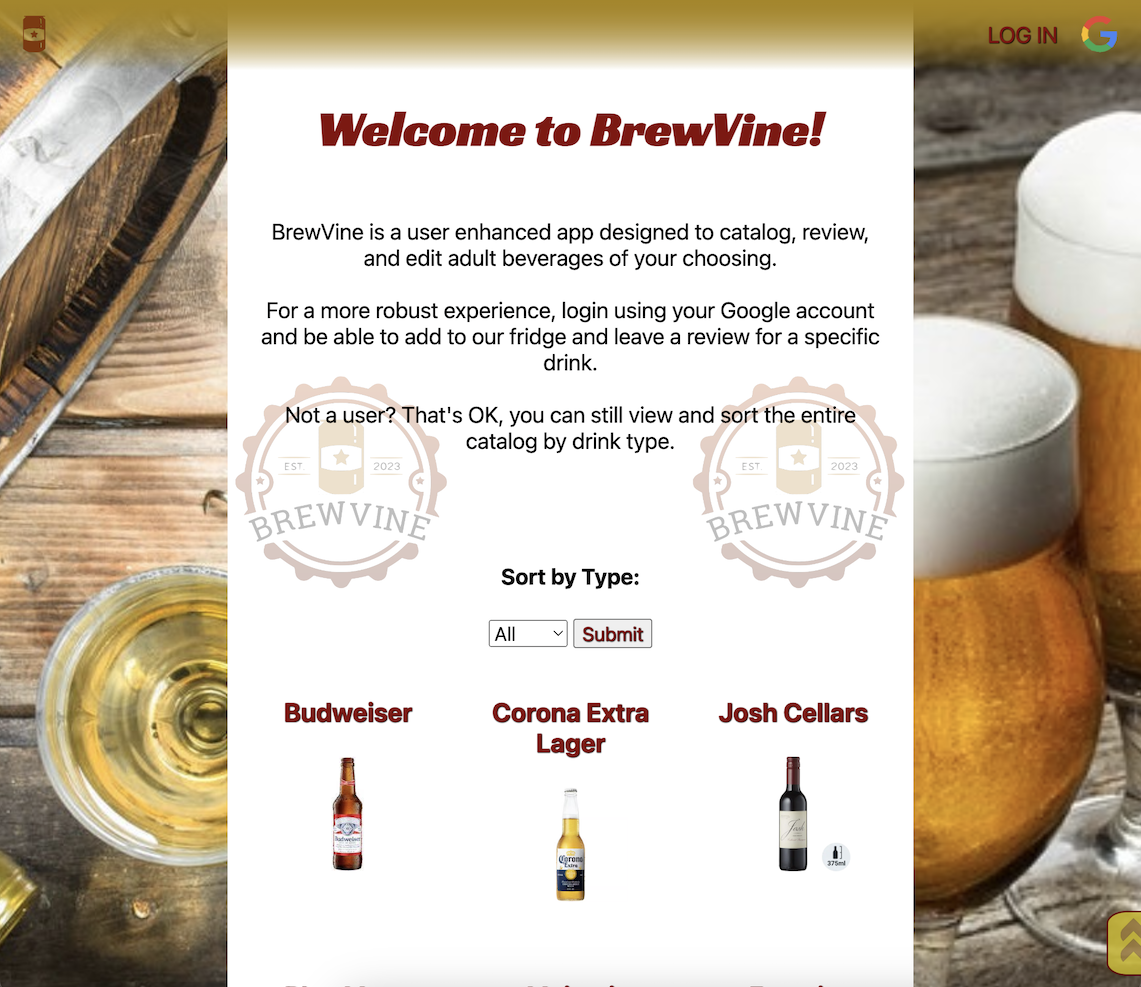 LOG IN
Welcome to BrewVine!
BrewVine is a user enhanced app designed to catalog, review,
and edit adult beverages of your choosing.
For a more robust experience, login using your Google account
and be able to add to our fridge and leave a review for a specific
drink.
Not a user? That's OK, you can still view and sort the entire
catalog by drink type.
EST. 2023
BREWVINE
EST. 2023
BREWVINE
Sort by Type:
All Submit
Budweiser
Corona Extra
Lager
Josh Cellars
Budweiser
Corona
Extra
Josh
375ml